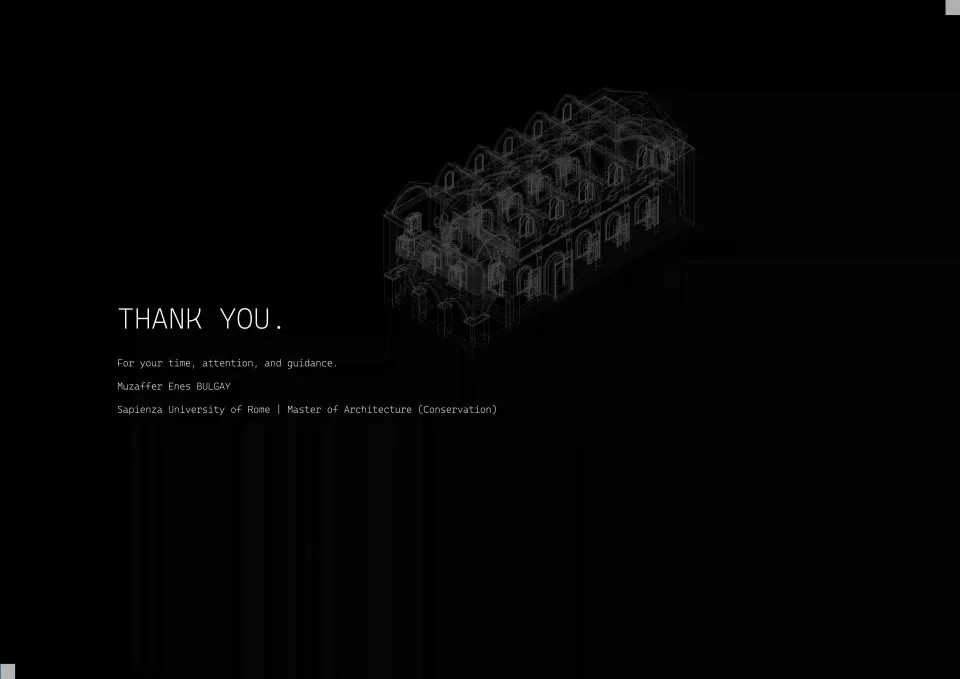 THANK YOU.
For your time, attention, and guidance.
Muzaffer Enes BULGAY
Sapienza University of Rome | Master of Architecture (Conservation)